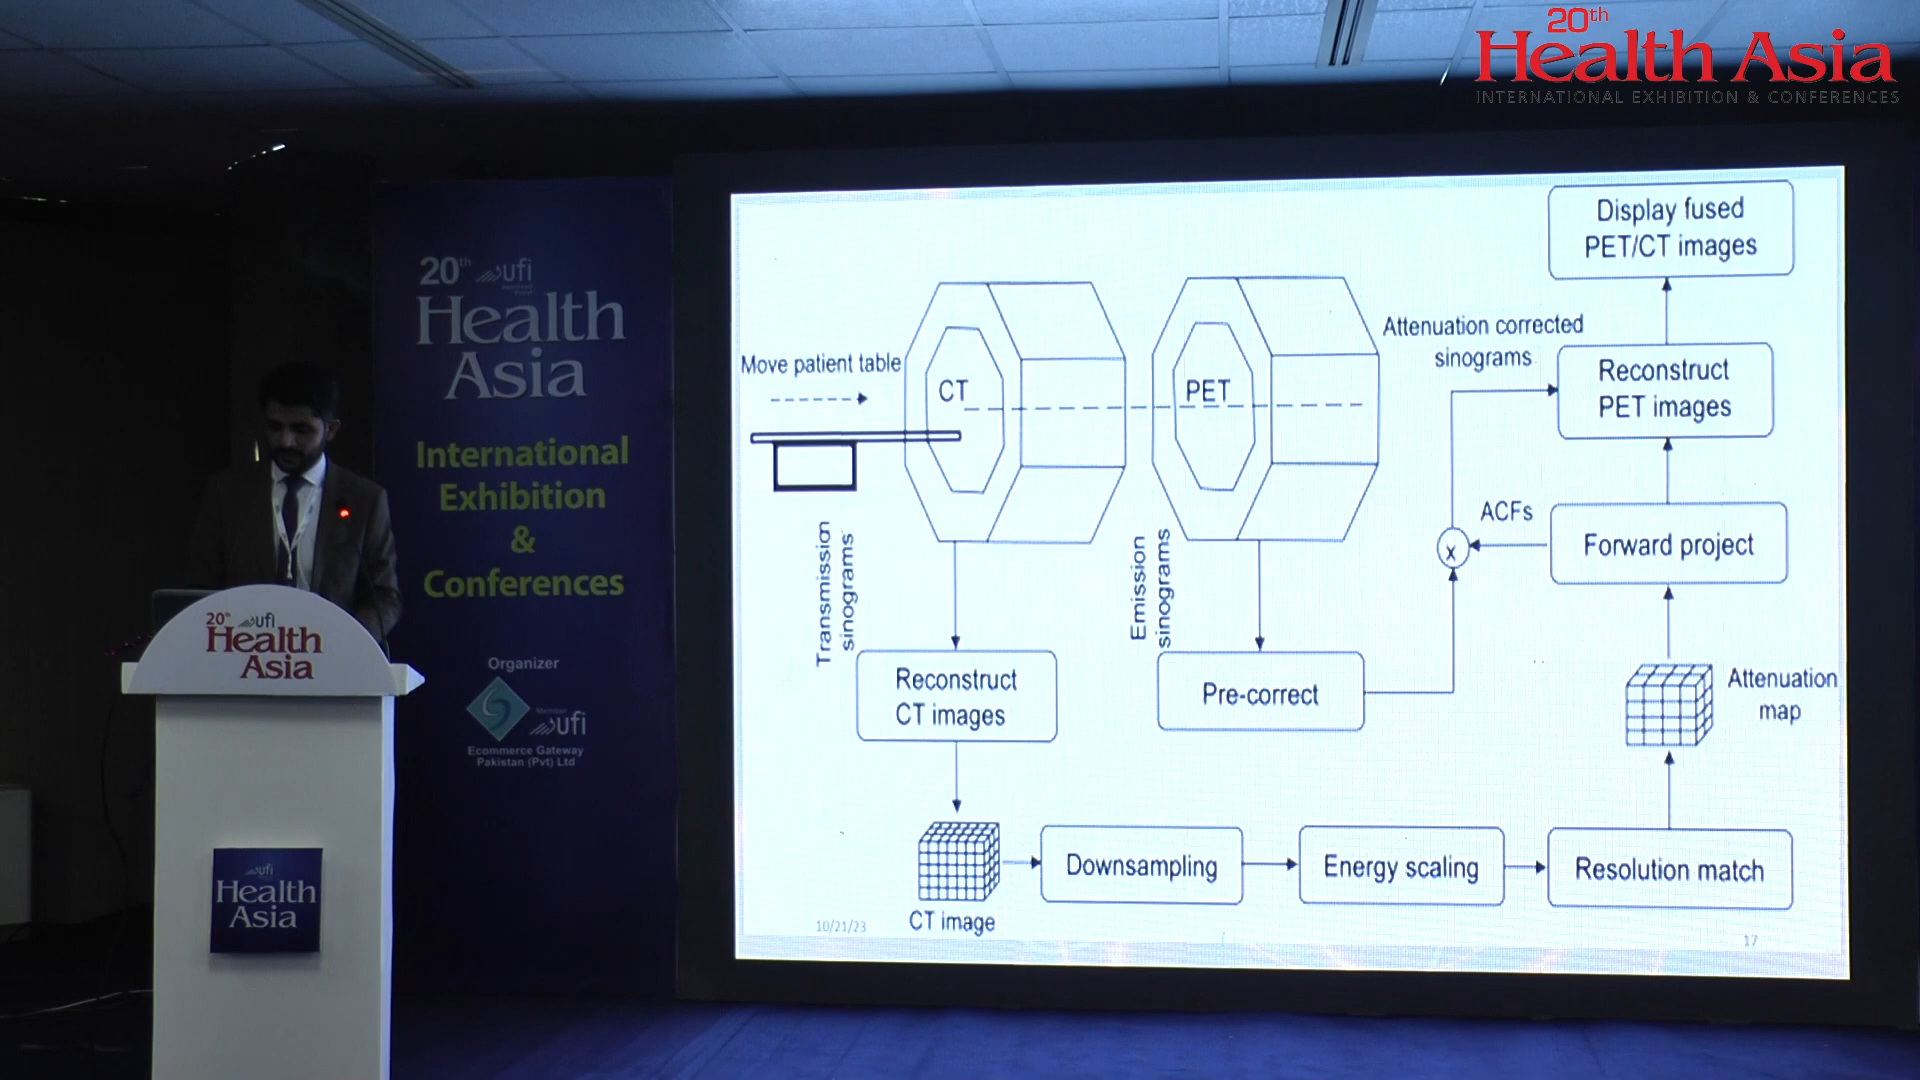 20th
Health Asia
INTERNATIONAL EXHIBITION & CONFERENCES
20th ufi
Health
Asia
International
Exhibition
&
Conferences
Organizer
Member
ufi
Ecommerce Gateway
Pakistan (Pvt) Ltd
20th ufi
Health
Asia
ufi
Health
Asia
Display fused
PET/CT images
Attenuation corrected
sinograms
Move patient table
CT
PET
Reconstruct
PET images
ACFs
Forward project
x
Transmission
sinograms
Emission
sinograms
Reconstruct
CT images
Pre-correct
Attenuation
map
Downsampling
Energy scaling
Resolution match
CT image
10/21/23
17